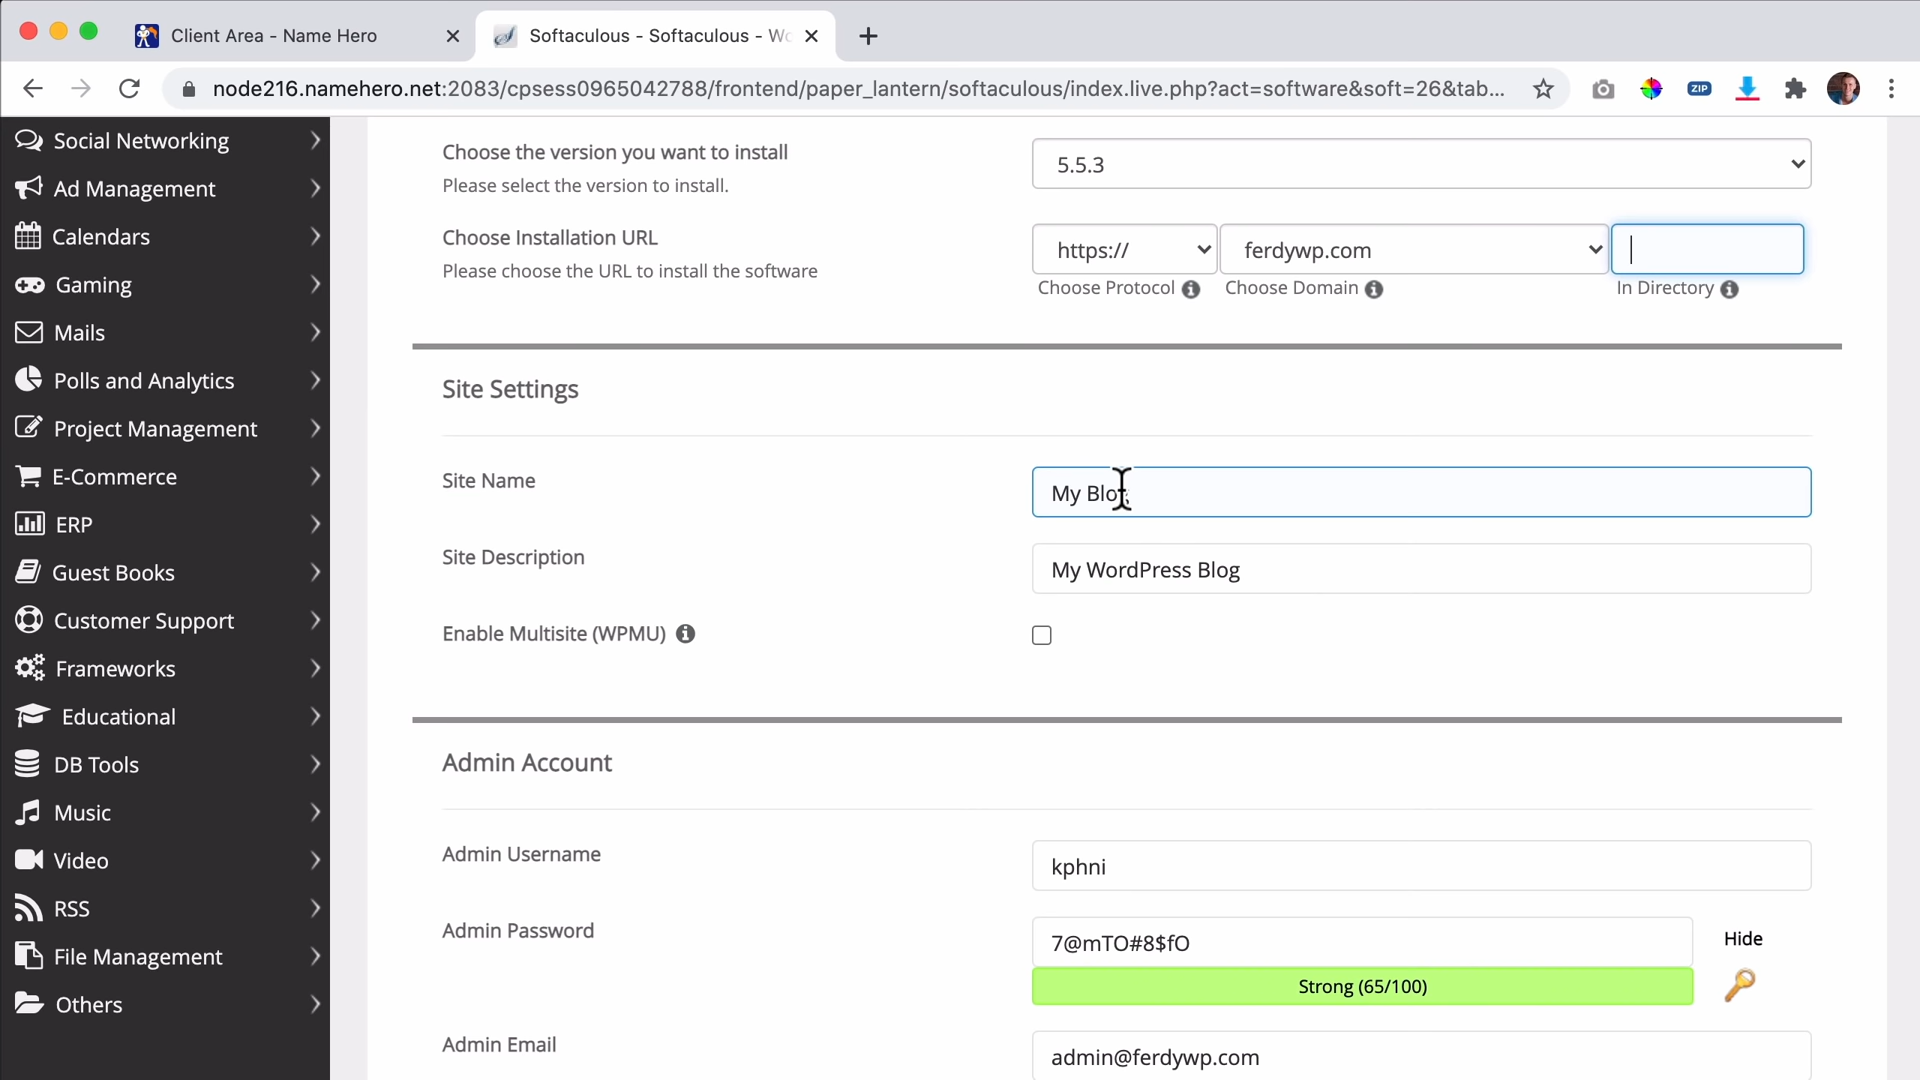 Client Area - Name Hero
Softaculous - Softaculous - Wo
node216.namehero.net:2083/cpsess0965042788/frontend/paper_lantern/softaculous/index.live.php?act=software&soft=26&tab...
ZIP
Social Networking
Ad Management
Calendars
Gaming
Mails
Polls and Analytics
Project Management
E-Commerce
ERP
Guest Books
Customer Support
Frameworks
Educational
DB Tools
Music
Video
RSS
File Management
Others
Choose the version you want to install
Please select the version to install.
5.5.3
Choose Installation URL
Please choose the URL to install the software
https://
ferdywp.com
Choose Protocol
Choose Domain
In Directory
Site Settings
Site Name
My Blog
Site Description
My WordPress Blog
Enable Multisite (WPMU)
Admin Account
Admin Username
kphni
Admin Password
7@mTO#8$fO
Hide
Strong (65/100)
Admin Email
admin@ferdywp.com